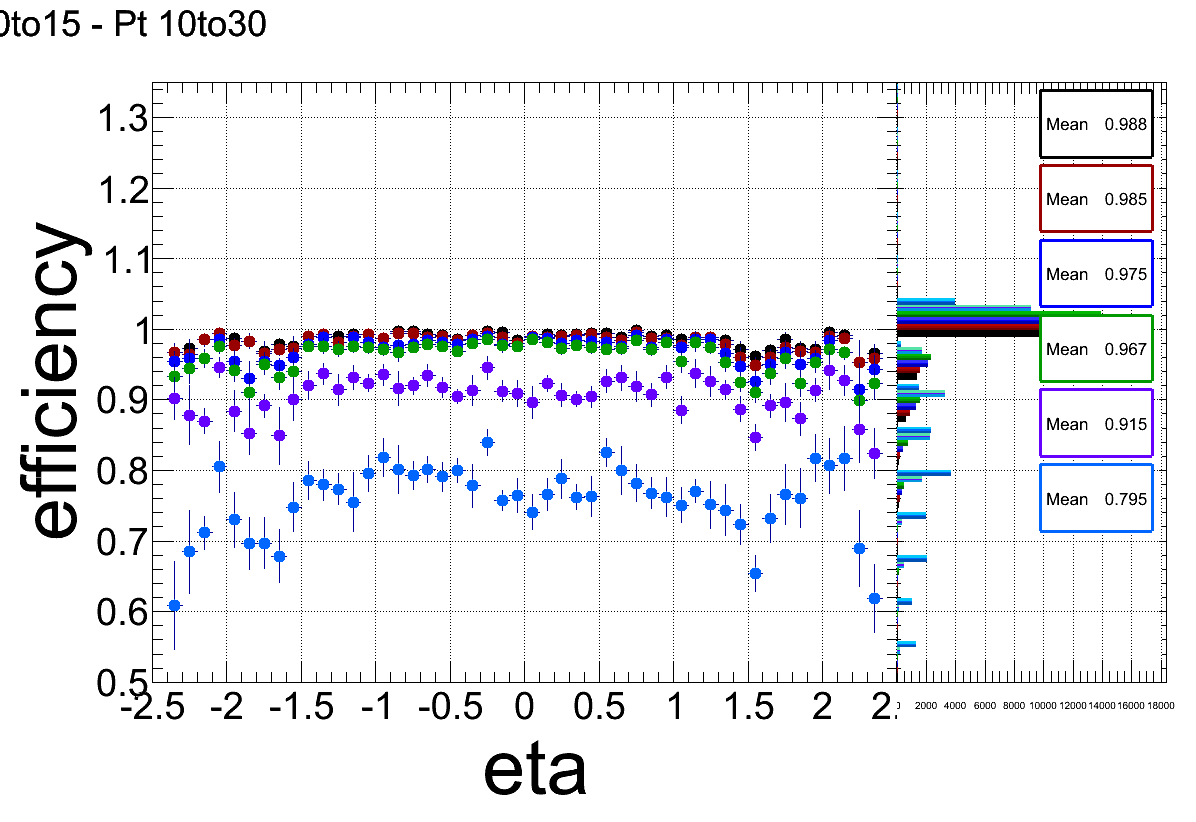 0to15 - Pt 10to30
1.3
1.2
1.1
1
0.9
0.8
0.7
0.6
0.5
efficiency
-2.5 -2 -1.5 -1 -0.5 0 0.5 1 1.5 2 2.
eta
Mean 0.988
Mean 0.985
Mean 0.975
Mean 0.967
Mean 0.915
Mean 0.795
2000 4000 6000 8000 10000 12000 14000 16000 18000